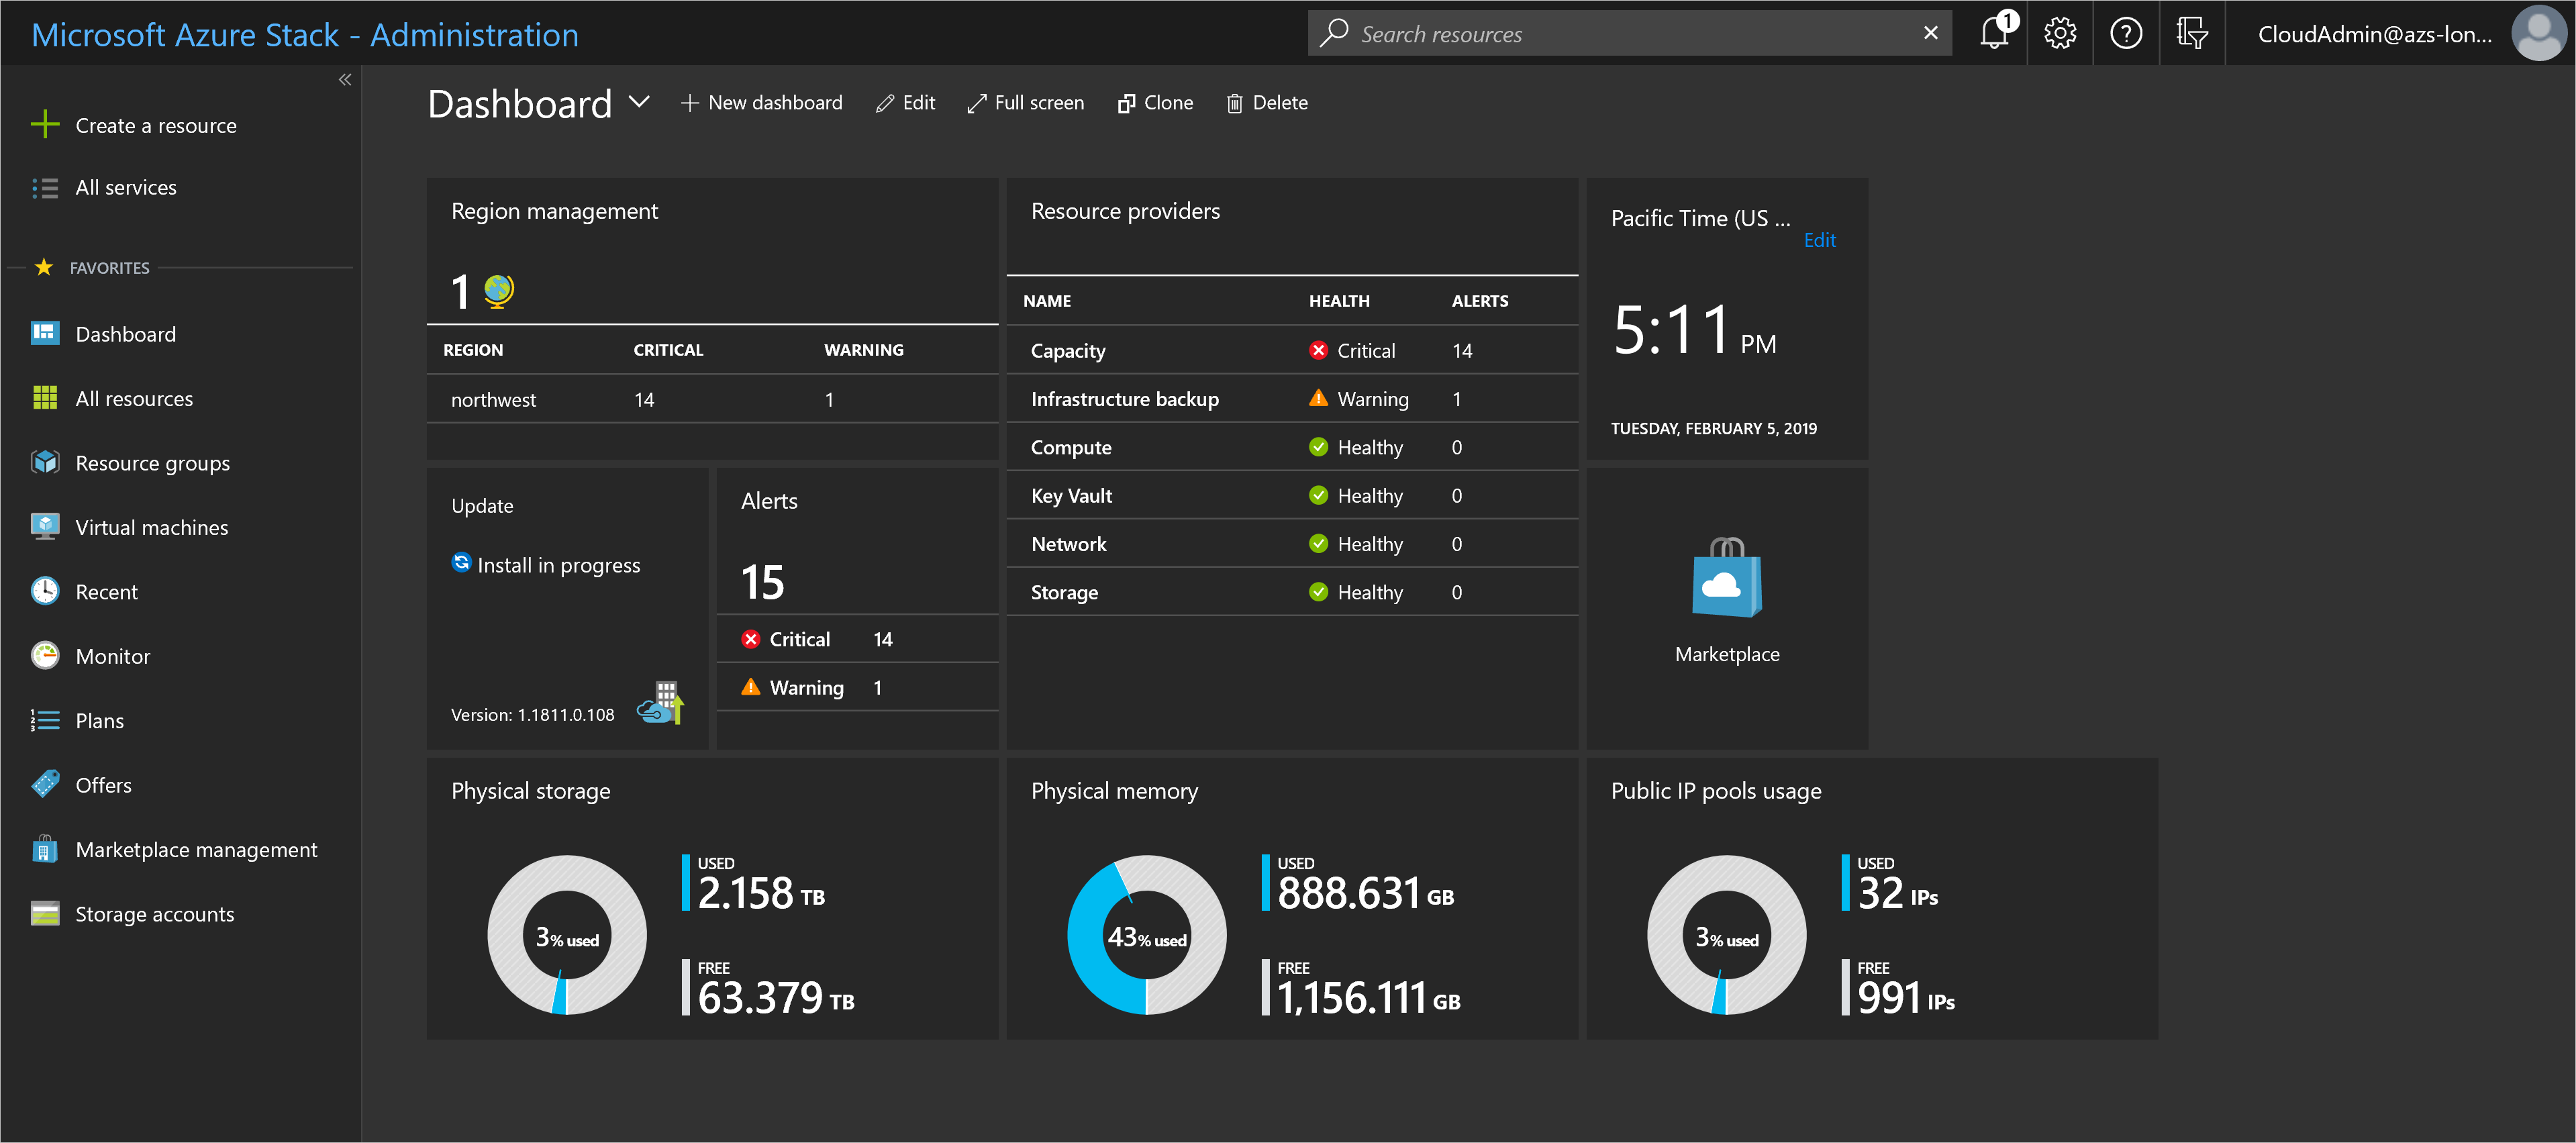 Microsoft Azure Stack - Administration
Search resources
1
CloudAdmin@azs-lon...
Create a resource
All services
FAVORITES
Dashboard
All resources
Resource groups
Virtual machines
Recent
Monitor
Plans
Offers
Marketplace management
Storage accounts
Dashboard New dashboard Edit Full screen Clone Delete
Region management
1
REGION CRITICAL WARNING
northwest 14 1
Resource providers
NAME HEALTH ALERTS
Capacity Critical 14
Infrastructure backup Warning 1
Compute Healthy 0
Key Vault Healthy 0
Network Healthy 0
Storage Healthy 0
Pacific Time (US ...
Edit
5:11 PM
TUESDAY, FEBRUARY 5, 2019
Update
Install in progress
Version: 1.1811.0.108
Alerts
15
Critical 14
Warning 1
Marketplace
Physical storage
3% used
USED
2.158 TB
FREE
63.379 TB
Physical memory
43% used
USED
888.631 GB
FREE
1,156.111 GB
Public IP pools usage
3% used
USED
32 IPs
FREE
991 IPs